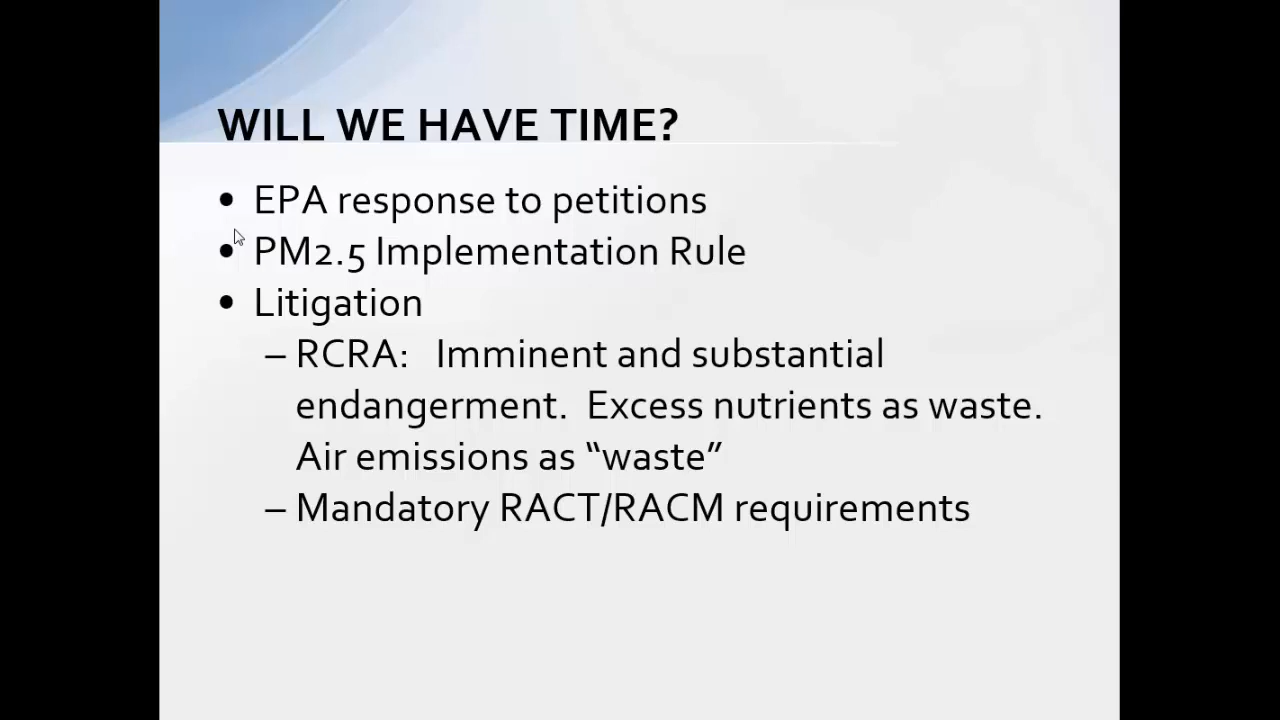 WILL WE HAVE TIME?
• EPA response to petitions
• PM2.5 Implementation Rule
• Litigation
– RCRA: Imminent and substantial
endangerment. Excess nutrients as waste.
Air emissions as “waste”
– Mandatory RACT/RACM requirements